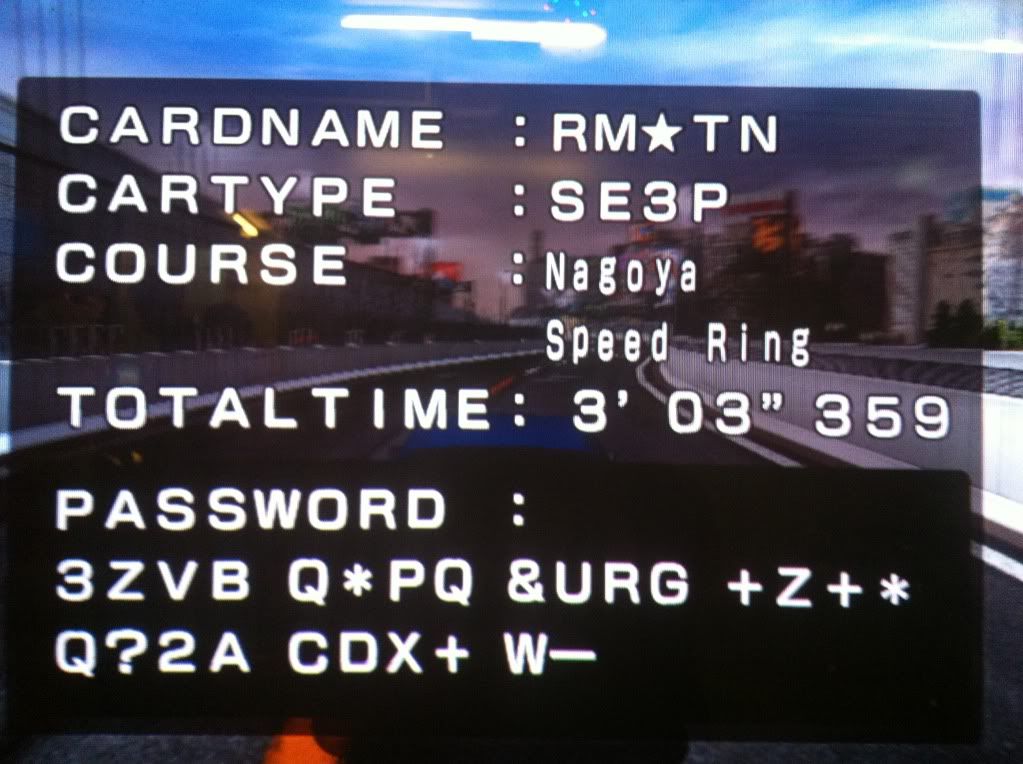 CARDNAME : RM★TN
CARTYPE : SE3P
COURSE : Nagoya
Speed Ring
TOTALTIME: 3' 03" 359
PASSWORD :
3ZVB Q*PQ &URG +Z+*
Q?2A CDX+ W—